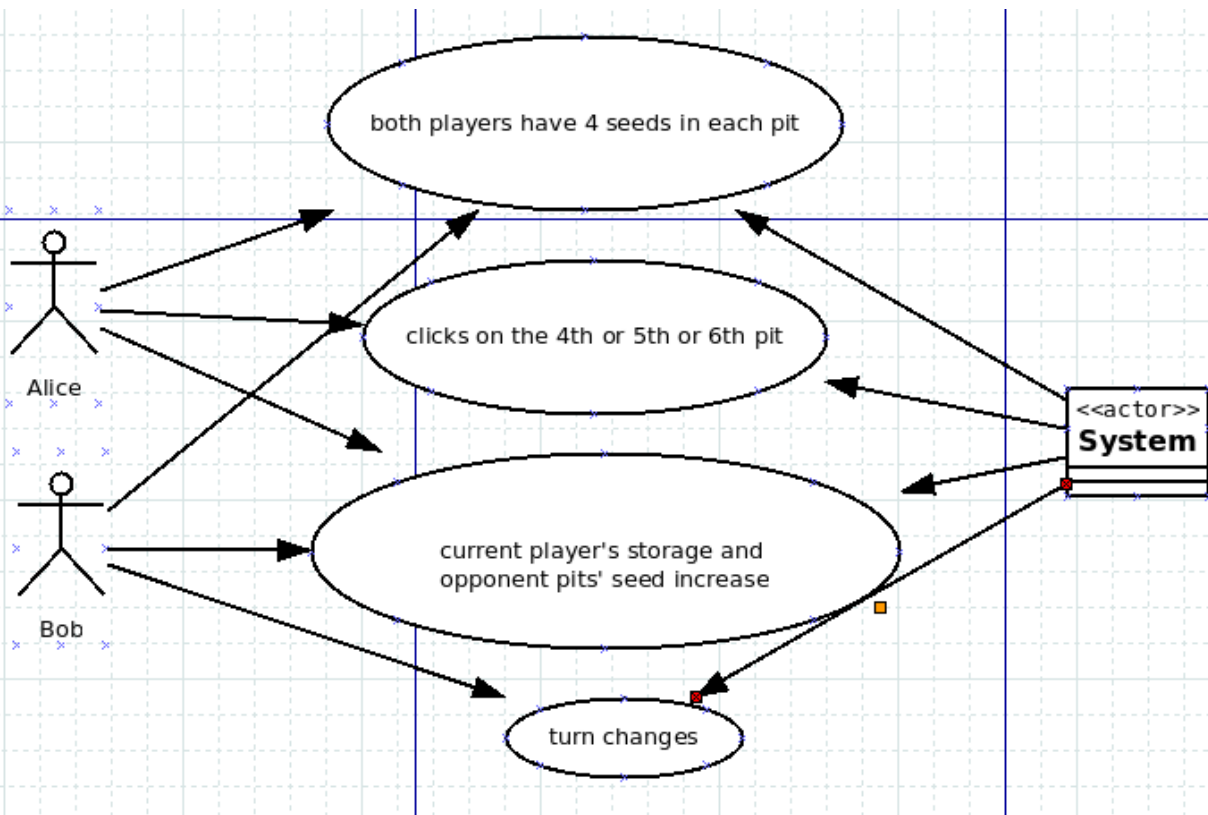 both players have 4 seeds in each pit
clicks on the 4th or 5th or 6th pit
Alice
<<actor>>
System
current player's storage and
opponent pits' seed increase
Bob
turn changes